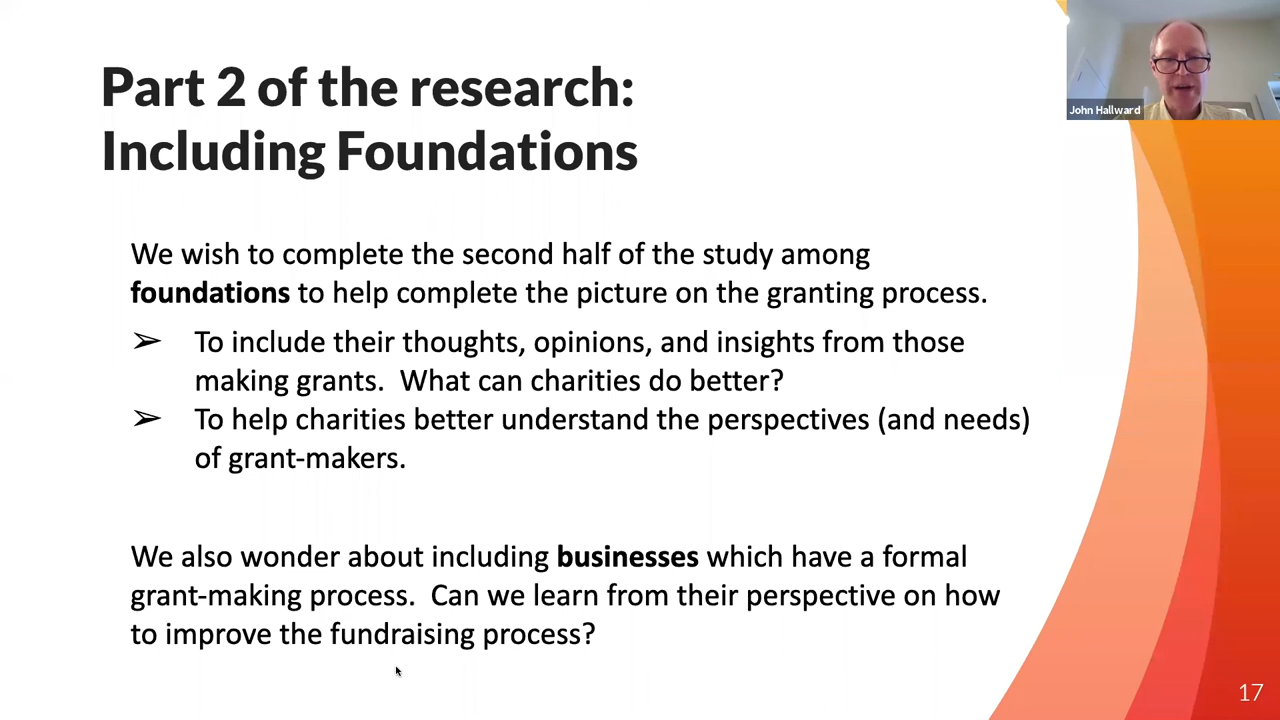 Part 2 of the research:
Including Foundations
John Hallward
We wish to complete the second half of the study among
foundations to help complete the picture on the granting process.
➢ To include their thoughts, opinions, and insights from those
making grants.  What can charities do better?
➢ To help charities better understand the perspectives (and needs)
of grant-makers.
We also wonder about including businesses which have a formal
grant-making process.  Can we learn from their perspective on how
to improve the fundraising process?
17